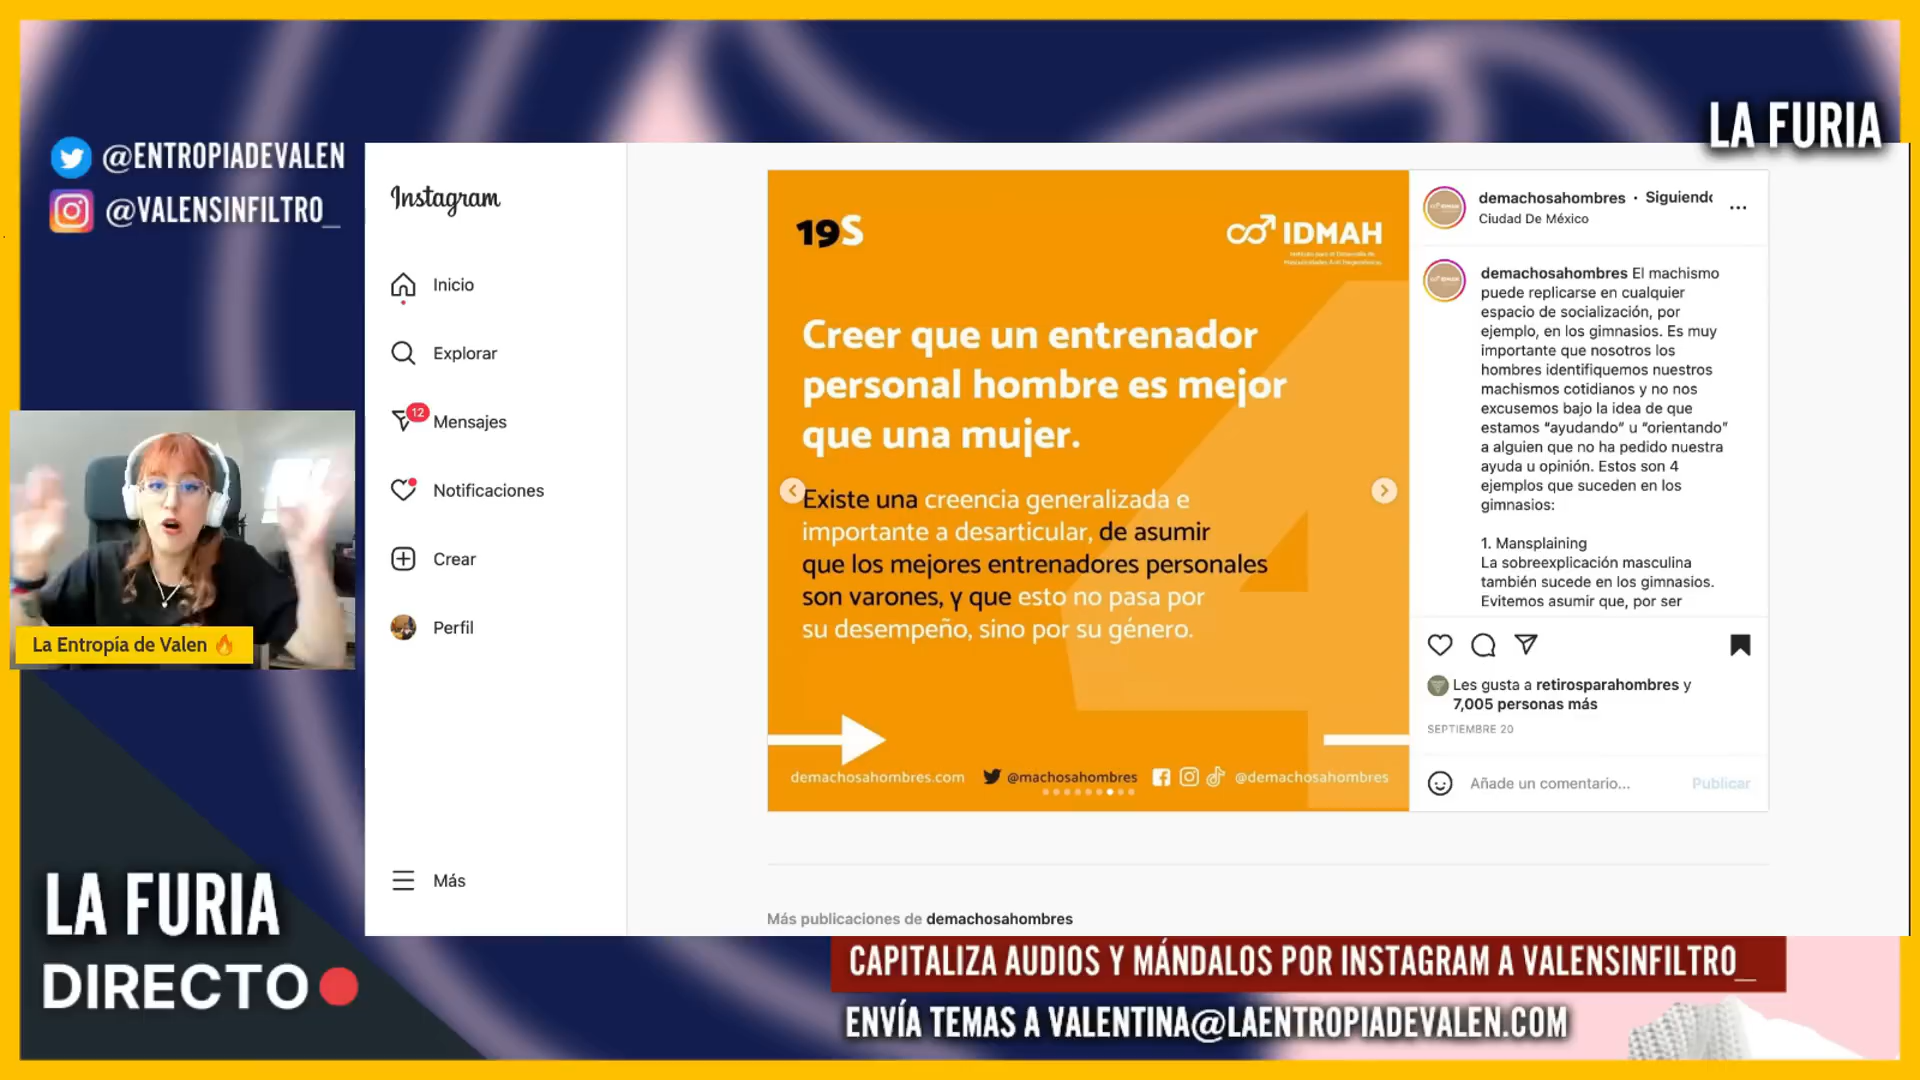 LA FURIA
@ENTROPIADEVALEN
@VALENSINFILTRO_
La Entropía de Valen
LA FURIA
DIRECTO
Instagram
Inicio
Explorar
12
Mensajes
Notificaciones
Crear
Perfil
Más
19S
IDMAH
Creer que un entrenador
personal hombre es mejor
que una mujer.
Existe una creencia generalizada e
importante a desarticular, de asumir
que los mejores entrenadores personales
son varones, y que esto no pasa por
su desempeño, sino por su género.
4
demachosahombres.com
@machosahombres
@demachosahombres
demachosahombres • Siguiendo
Ciudad De México
demachosahombres El machismo
puede replicarse en cualquier
espacio de socialización, por
ejemplo, en los gimnasios. Es muy
importante que nosotros los
hombres identifiquemos nuestros
machismos cotidianos y no nos
excusemos bajo la idea de que
estamos “ayudando” u “orientando”
a alguien que no ha pedido nuestra
ayuda u opinión. Estos son 4
ejemplos que suceden en los
gimnasios:
1. Mansplaining
La sobreexplicación masculina
también sucede en los gimnasios.
Evitemos asumir que, por ser
Les gusta a retirosparahombres y
7,005 personas más
SEPTIEMBRE 20
Añade un comentario...
Publicar
Más publicaciones de demachosahombres
CAPITALIZA AUDIOS Y MÁNDALOS POR INSTAGRAM A VALENSINFILTRO_
ENVÍA TEMAS A VALENTINA@LAENTROPIADEVALEN.COM